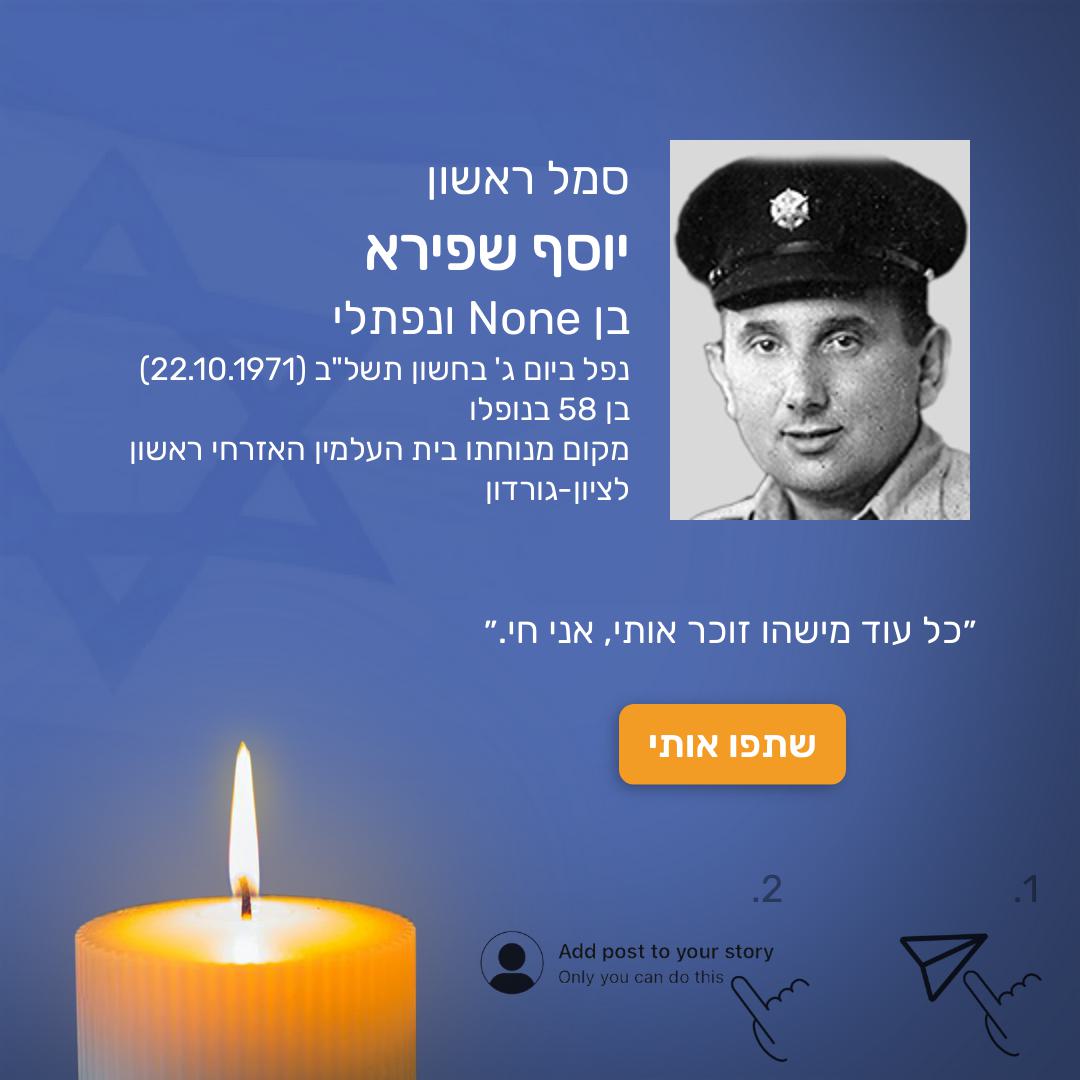 סמל ראשון
יוסף שפירא
בן None ונפתלי
נפל ביום ג' בחשוון תשל"ב (22.10.1971)
בן 58 בנופלו
מקום מנוחתו בית העלמין האזרחי ראשון
לציון-גורדון
״כל עוד מישהו זוכר אותי, אני חי.״
שתפו אותי
1.
2.
Add post to your story
Only you can do this